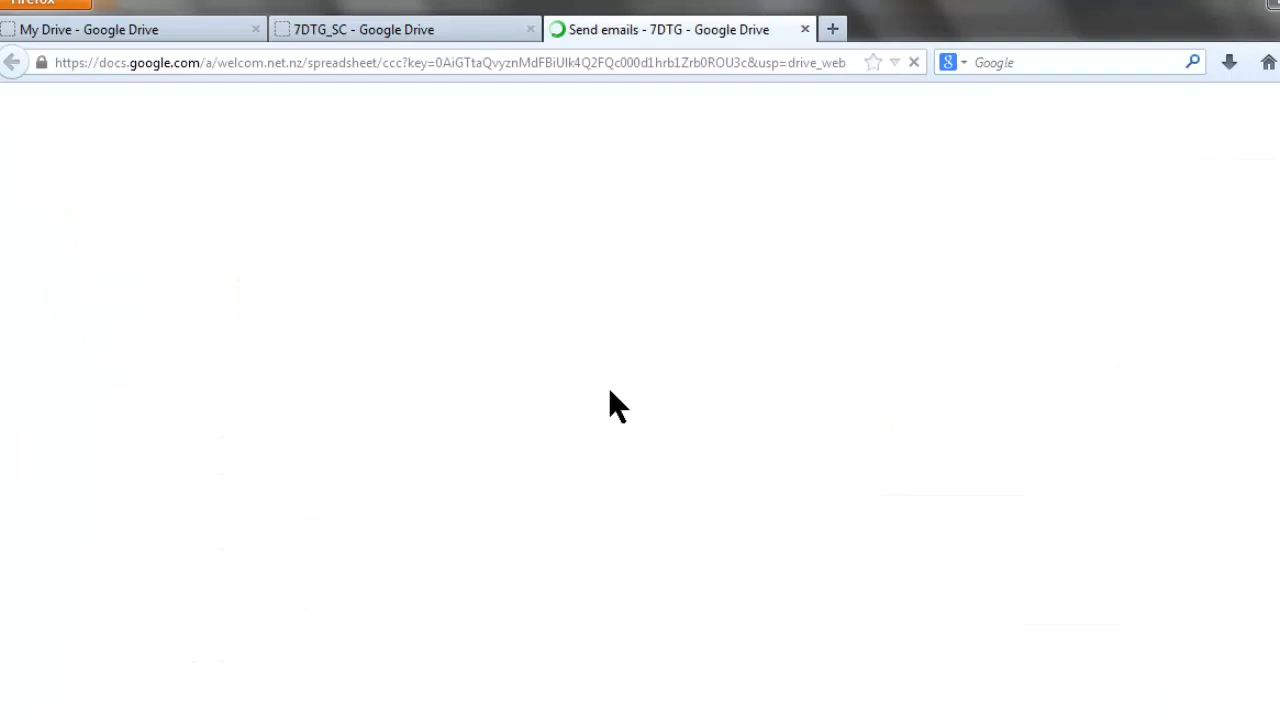 Firefox
My Drive - Google Drive
7DTG_SC - Google Drive
Send emails - 7DTG - Google Drive
https://docs.google.com/a/welcom.net.nz/spreadsheet/ccc?key=0AiGTtaQvyznMdFBiUlk4Q2FQc000d1hrb1Zrb0ROU3c&usp=drive_web
Google